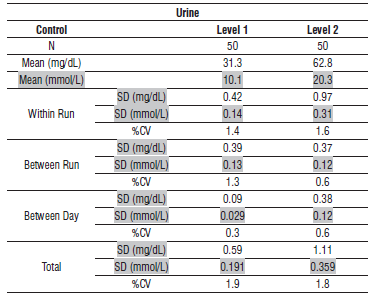 Urine
Control Level 1 Level 2
N 50 50
Mean (mg/dL) 31.3 62.8
Mean (mmol/L) 10.1 20.3
SD (mg/dL) 0.42 0.97
Within Run SD (mmol/L) 0.14 0.31
%CV 1.4 1.6
SD (mg/dL) 0.39 0.37
Between Run SD (mmol/L) 0.13 0.12
%CV 1.3 0.6
SD (mg/dL) 0.09 0.38
Between Day SD (mmol/L) 0.029 0.12
%CV 0.3 0.6
SD (mg/dL) 0.59 1.11
Total SD (mmol/L) 0.191 0.359
%CV 1.9 1.8